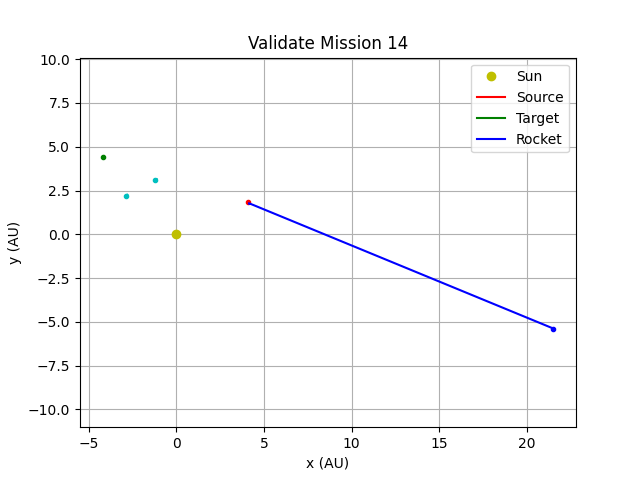 Validate Mission 14
Sun
Source
Target
Rocket
10.0
7.5
5.0
2.5
0.0
−2.5
−5.0
−7.5
−10.0
y (AU)
−5
0
5
10
15
20
x (AU)